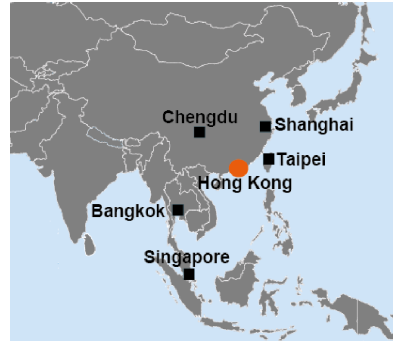 Chengdu
Shanghai
Taipei
Hong Kong
Bangkok
Singapore